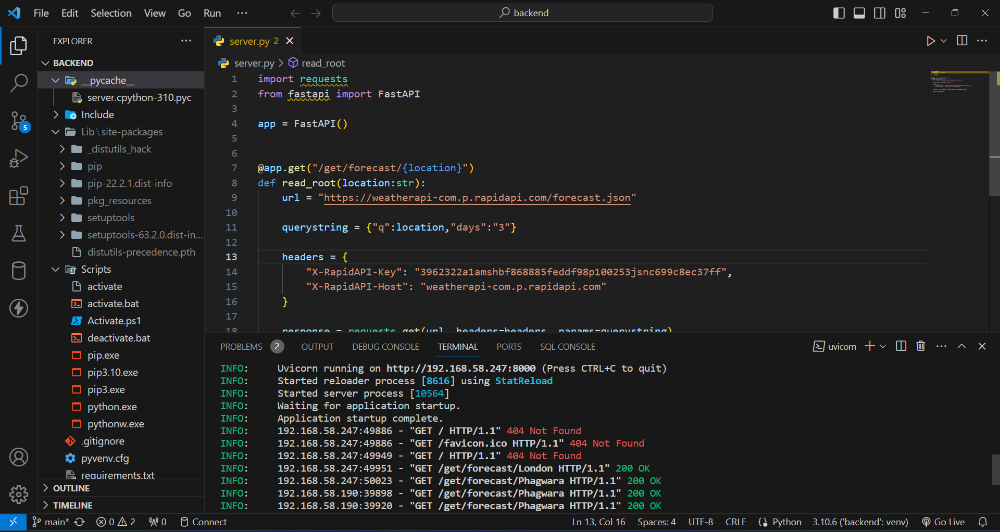 File Edit Selection View Go Run ···
backend
EXPLORER ···
BACKEND
__pycache__
server.cpython-310.pyc
Include
Lib\site-packages
_distutils_hack
pip
pip-22.2.1.dist-info
pkg_resources
setuptools
setuptools-63.2.0.dist-in...
distutils-precedence.pth
Scripts
activate
activate.bat
Activate.ps1
deactivate.bat
pip.exe
pip3.10.exe
pip3.exe
python.exe
pythonw.exe
.gitignore
pyvenv.cfg
requirements.txt
OUTLINE
TIMELINE
5
server.py 2
server.py > read_root
1 import requests
2 from fastapi import FastAPI
3
4 app = FastAPI()
5
6
7 @app.get("/get/forecast/{location}")
8 def read_root(location:str):
9 url = "https://weatherapi-com.p.rapidapi.com/forecast.json"
10
11 querystring = {"q":location,"days":"3"}
12
13 headers = {
14 "X-RapidAPI-Key": "3962322a1amshbf868885feddf98p100253jsnc699c8ec37ff",
15 "X-RapidAPI-Host": "weatherapi-com.p.rapidapi.com"
16 }
17
18 response = requests.get(url, headers=headers, params=querystring)
PROBLEMS 2 OUTPUT DEBUG CONSOLE TERMINAL PORTS SQL CONSOLE
uvicorn
INFO: Uvicorn running on http://192.168.58.247:8000 (Press CTRL+C to quit)
INFO: Started reloader process [8616] using StatReload
INFO: Started server process [10564]
INFO: Waiting for application startup.
INFO: Application startup complete.
INFO: 192.168.58.247:49886 - "GET / HTTP/1.1" 404 Not Found
INFO: 192.168.58.247:49886 - "GET /favicon.ico HTTP/1.1" 404 Not Found
INFO: 192.168.58.247:49949 - "GET / HTTP/1.1" 404 Not Found
INFO: 192.168.58.247:49951 - "GET /get/forecast/London HTTP/1.1" 200 OK
INFO: 192.168.58.247:50023 - "GET /get/forecast/Phagwara HTTP/1.1" 200 OK
INFO: 192.168.58.190:39898 - "GET /get/forecast/Phagwara HTTP/1.1" 200 OK
INFO: 192.168.58.190:39920 - "GET /get/forecast/Phagwara HTTP/1.1" 200 OK
main* 0 2 0 Connect Ln 13, Col 16 Spaces: 4 UTF-8 CRLF Python 3.10.6 ('backend': venv) Go Live